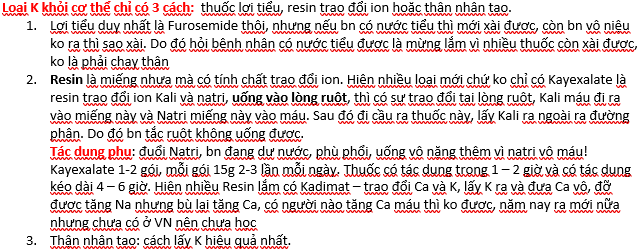 Loại K khỏi cơ thể chỉ có 3 cách: thuốc lợi tiểu, resin trao đổi ion hoặc thận nhân tạo.
1. Lợi tiểu duy nhất là Furosemide thôi, nhưng nếu bn có nước tiểu thì mới xài được, còn bn vô niệu
ko ra thì sao xài. Do đó hỏi bệnh nhân có nước tiểu được là mừng lắm vì nhiều thuốc còn xài được,
ko là phải chạy thận
2. Resin là miếng nhựa mà có tính chất trao đổi ion. Hiên nhiều loại mới chứ ko chỉ có Kayexalate là
resin trao đổi ion Kali và natri, uống vào lòng ruột, thì có sự trao đổi tại lòng ruột, Kali máu đi ra
vào miếng này và Natri miếng này vào máu. Sau đó đi cầu ra thuốc này, lấy Kali ra ngoài ra đường
phân. Do đó bn tắc ruột không uống được.
Tác dụng phụ: đuổi Natri, bn đang dư nước, phù phổi, uống vô nặng thêm vì natri vô máu!
Kayexalate 1-2 gói, mỗi gói 15g 2-3 lần mỗi ngày. Thuốc có tác dụng trong 1 – 2 giờ và có tác dụng
kéo dài 4 – 6 giờ. Hiên nhiều Resin lắm có Kadimat – trao đổi Ca và K, lấy K ra và đưa Ca vô, đỡ
được tăng Na nhưng bù lại tăng Ca, có người nào tăng Ca máu thì ko được, năm nay ra mới nữa
nhưng chưa có ở VN nên chưa học
3. Thận nhân tạo: cách lấy K hiệu quả nhất.